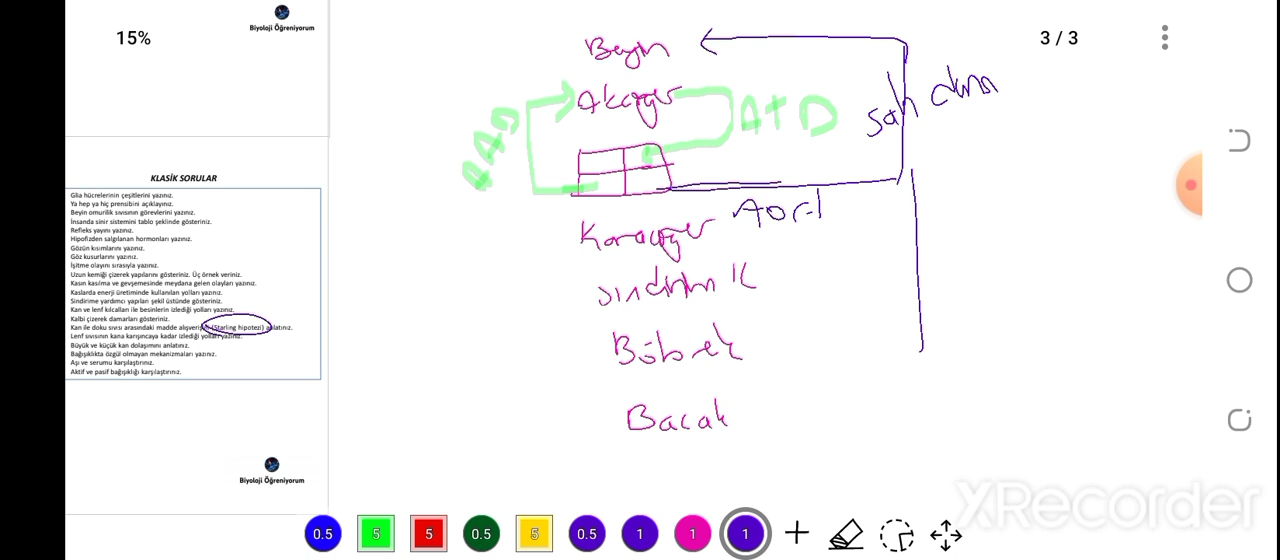 15%
Biyoloji Öğreniyorum
3 / 3
Beyin
Akciğer
AAD
ATD
şah damarı
Aort
Karaciğer
Sindirim K
Böbrek
Bacak
KLASİK SORULAR
Glia hücrelerinin çeşitlerini yazınız.
Ya hep ya hiç prensibini açıklayınız.
Beyin omurilik sıvısının görevlerini yazınız.
İnsanda sinir sistemini tablo şeklinde gösteriniz.
Refleks yayını yazınız.
Hipofizden salgılanan hormonları yazınız.
Gözün kısımlarını yazınız.
Göz kusurlarını yazınız.
İşitme olayını sırasıyla yazınız.
Uzun kemiği çizerek yapılarını gösteriniz. Üç örnek veriniz.
Kasın kasılma ve gevşemesinde meydana gelen olayları yazınız.
Kaslarda enerji üretiminde kullanılan yolları yazınız.
Sindirime yardımcı yapıları şekil üstünde gösteriniz.
Kan ve lenf kılcalları ile besinlerin izlediği yolları yazınız.
Kalbi çizerek damarları gösteriniz.
Kan ile doku sıvısı arasındaki madde alışverişini (Starling hipotezi) anlatınız.
Lenf sıvısının kana karışıncaya kadar izlediği yolları yazınız.
Büyük ve küçük kan dolaşımını anlatınız.
Bağışıklıkta özgül olmayan mekanizmaları yazınız.
Aşı ve serumu karşılaştırınız.
Aktif ve pasif bağışıklığı karşılaştırınız.
Biyoloji Öğreniyorum
XRecorder
0.5 5 5 0.5 5 0.5 1 1 1